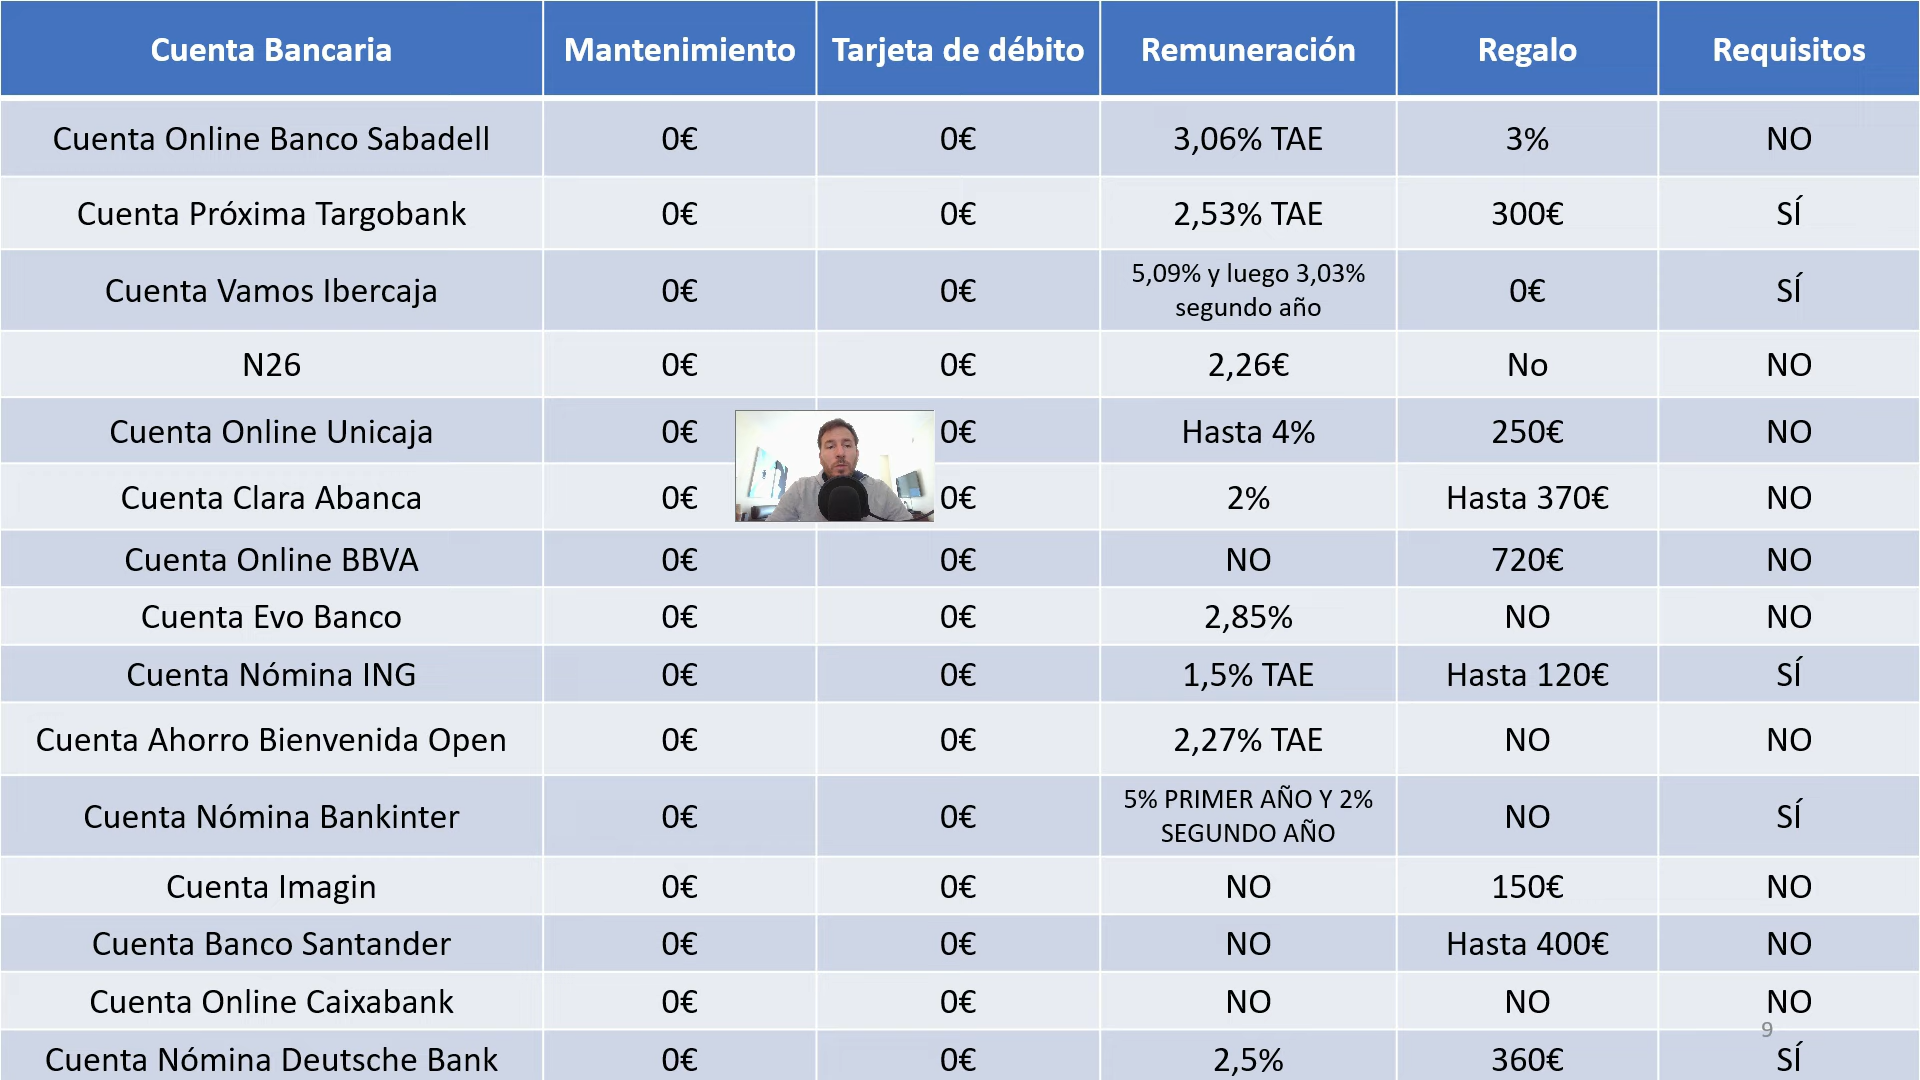 Cuenta Bancaria Mantenimiento Tarjeta de débito Remuneración Regalo Requisitos
Cuenta Online Banco Sabadell 0€ 0€ 3,06% TAE 3% NO
Cuenta Próxima Targobank 0€ 0€ 2,53% TAE 300€ SÍ
Cuenta Vamos Ibercaja 0€ 0€ 5,09% y luego 3,03%
segundo año 0€ SÍ
N26 0€ 0€ 2,26€ No NO
Cuenta Online Unicaja 0€ 0€ Hasta 4% 250€ NO
Cuenta Clara Abanca 0€ 0€ 2% Hasta 370€ NO
Cuenta Online BBVA 0€ 0€ NO 720€ NO
Cuenta Evo Banco 0€ 0€ 2,85% NO NO
Cuenta Nómina ING 0€ 0€ 1,5% TAE Hasta 120€ SÍ
Cuenta Ahorro Bienvenida Open 0€ 0€ 2,27% TAE NO NO
Cuenta Nómina Bankinter 0€ 0€ 5% PRIMER AÑO Y 2%
SEGUNDO AÑO NO SÍ
Cuenta Imagin 0€ 0€ NO 150€ NO
Cuenta Banco Santander 0€ 0€ NO Hasta 400€ NO
Cuenta Online Caixabank 0€ 0€ NO NO NO
9
Cuenta Nómina Deutsche Bank 0€ 0€ 2,5% 360€ SÍ